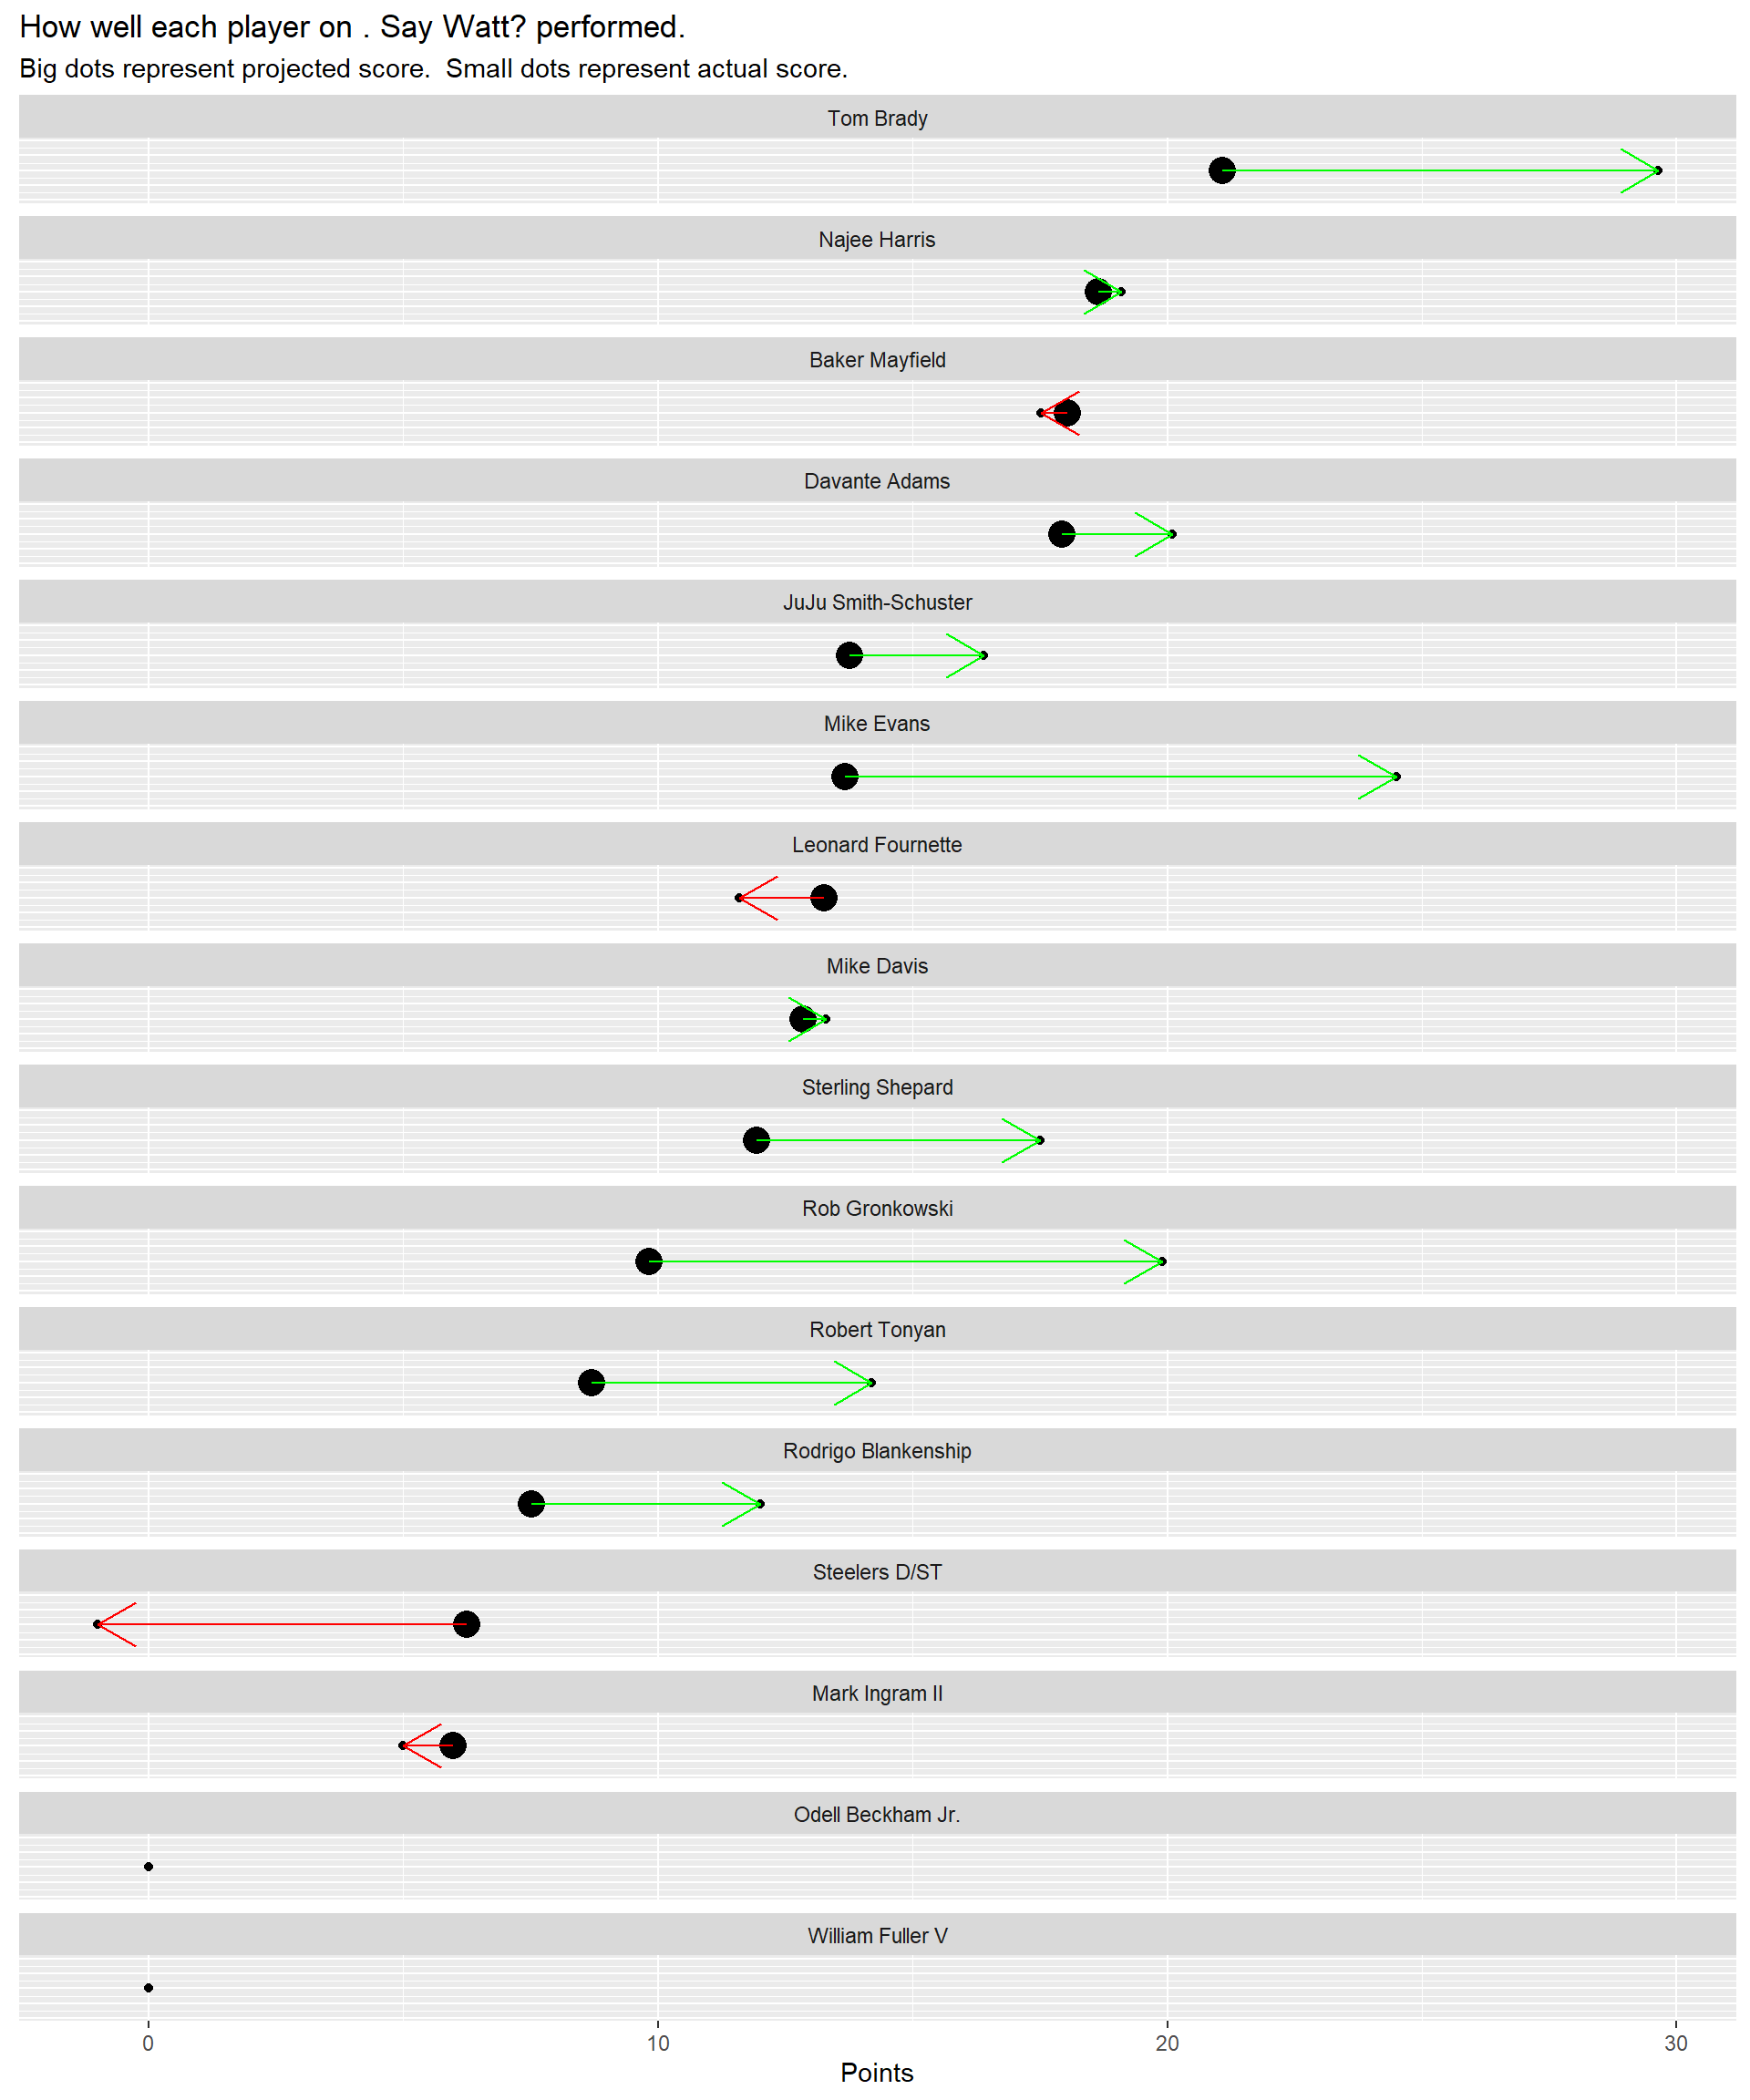 How well each player on . Say Watt? performed.
Big dots represent projected score.  Small dots represent actual score.
Tom Brady
Najee Harris
Baker Mayfield
Davante Adams
JuJu Smith-Schuster
Mike Evans
Leonard Fournette
Mike Davis
Sterling Shepard
Rob Gronkowski
Robert Tonyan
Rodrigo Blankenship
Steelers D/ST
Mark Ingram II
Odell Beckham Jr.
William Fuller V
0 10 20 30
Points